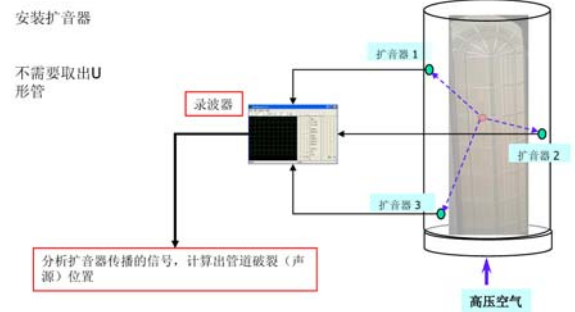 安装扩音器
不需要取出U
形管
扩音器 1
录波器
扩音器 2
扩音器 3
分析扩音器传播的信号，计算出管道破裂（声
源）位置
高压空气